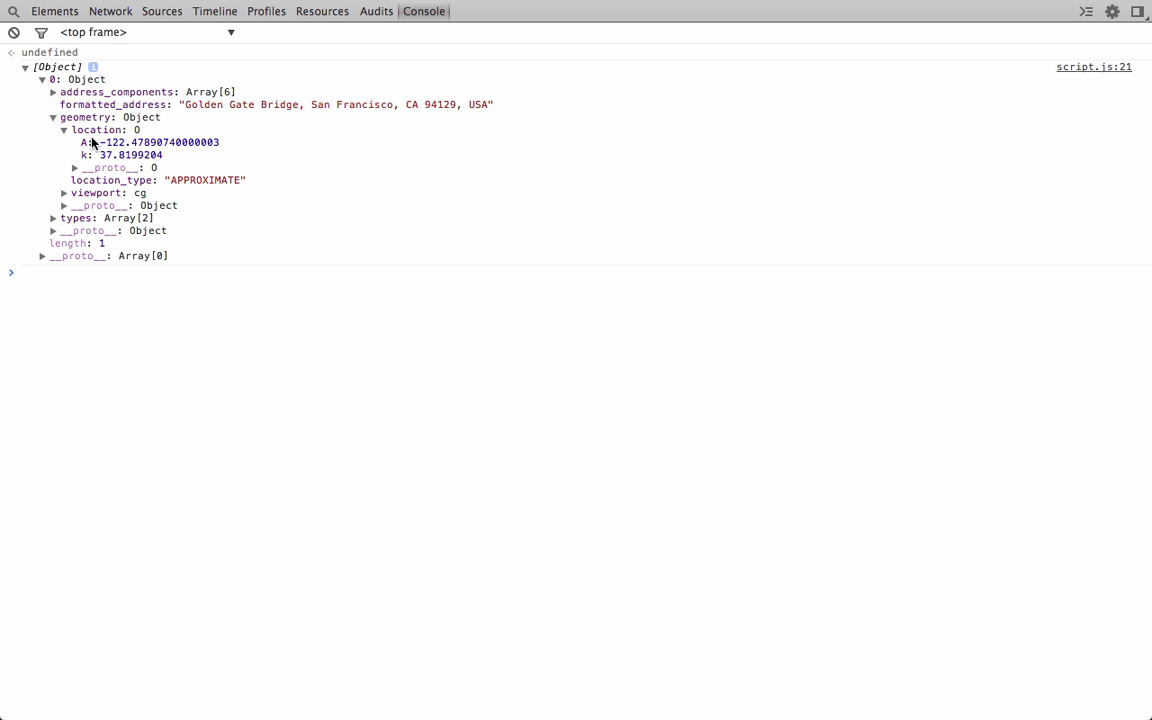 Elements Network Sources Timeline Profiles Resources Audits Console
<top frame>
undefined
[Object] script.js:21
0: Object
address_components: Array[6]
formatted_address: "Golden Gate Bridge, San Francisco, CA 94129, USA"
geometry: Object
location: O
A: -122.47890740000003
k: 37.8199204
__proto__: O
location_type: "APPROXIMATE"
viewport: cg
__proto__: Object
types: Array[2]
__proto__: Object
length: 1
__proto__: Array[0]